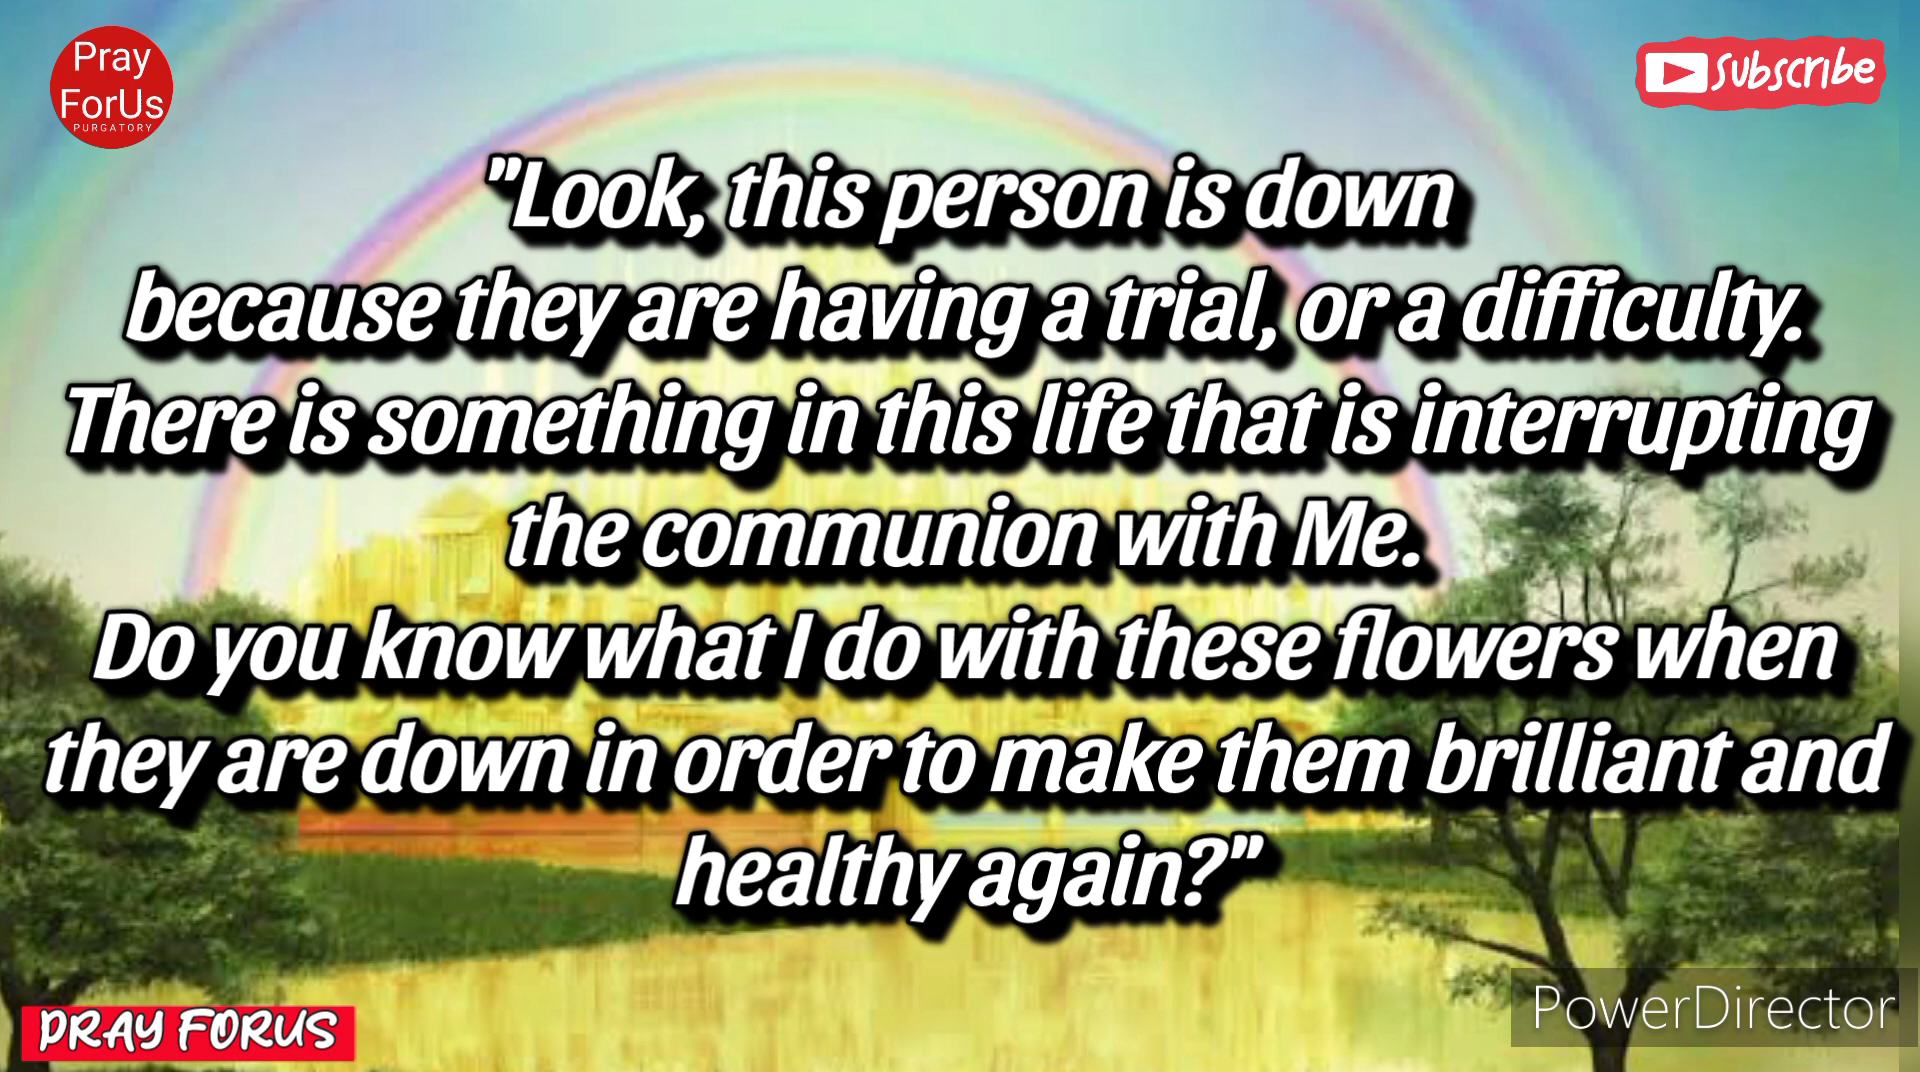 Pray
ForUs
PURGATORY
Subscribe
"Look, this person is down
because they are having a trial, or a difficulty.
There is something in this life that is interrupting
the communion with Me.
Do you know what I do with these flowers when
they are down in order to make them brilliant and
healthy again?"
PRAY FORUS
PowerDirector